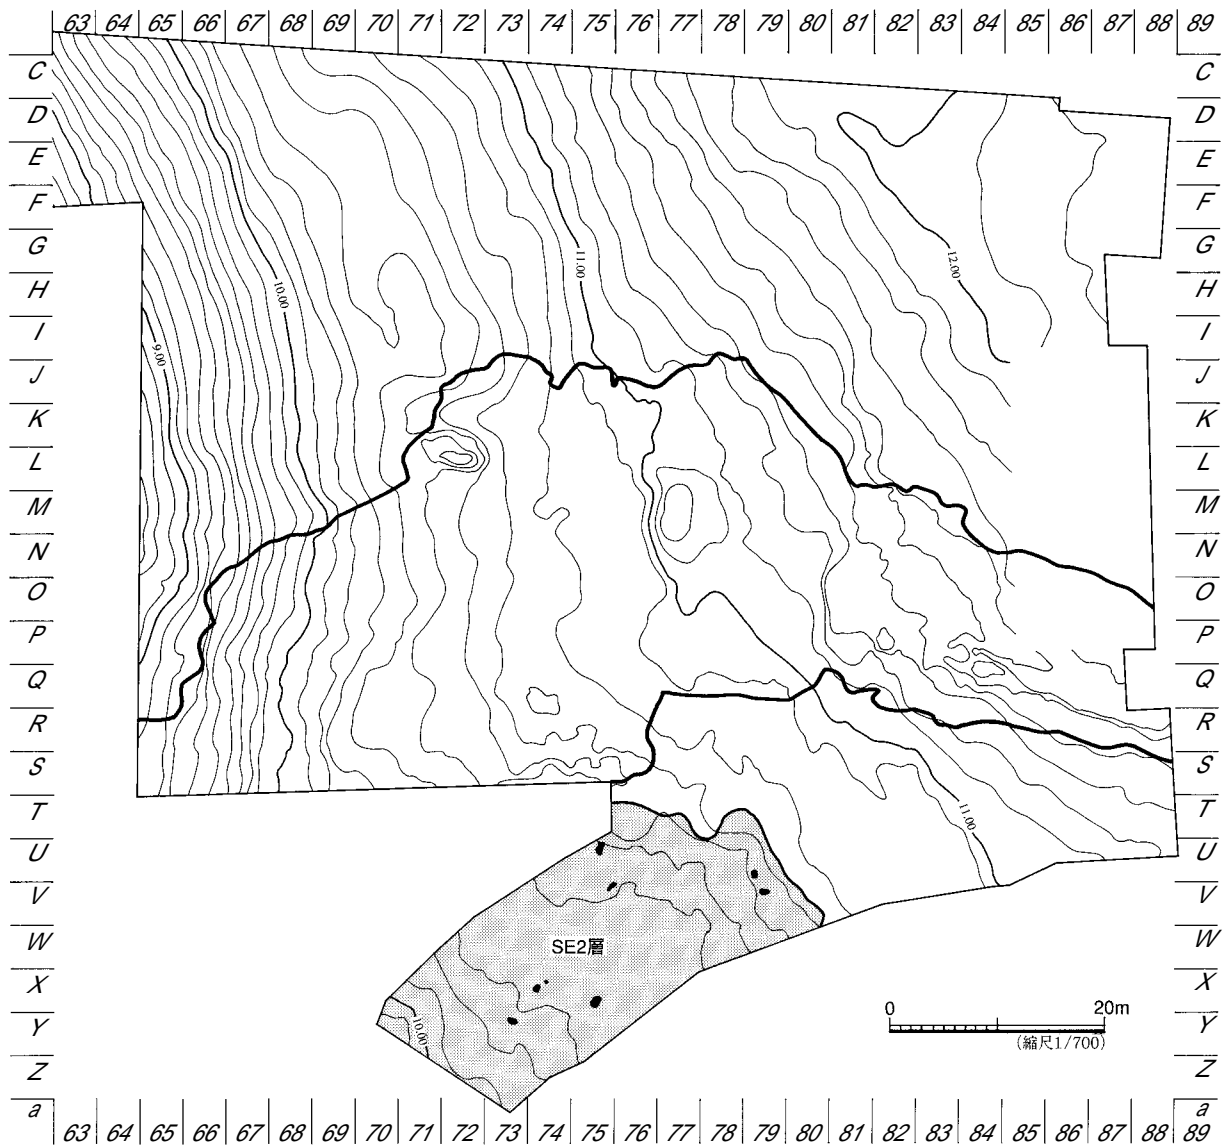 63 64 65 66 67 68 69 70 71 72 73 74 75 76 77 78 79 80 81 82 83 84 85 86 87 88 89
C C
D D
E E
F F
G G
12.00
11.00
H H
10.00
I I
9.00
J J
K K
L L
M M
N N
O O
P P
Q Q
R R
S S
T T
11.00
U U
V V
W W
SE2層
X X
0 20m
Y Y
10.00
(縮尺1/700)
Z Z
a a
63 64 65 66 67 68 69 70 71 72 73 74 75 76 77 78 79 80 81 82 83 84 85 86 87 88 89